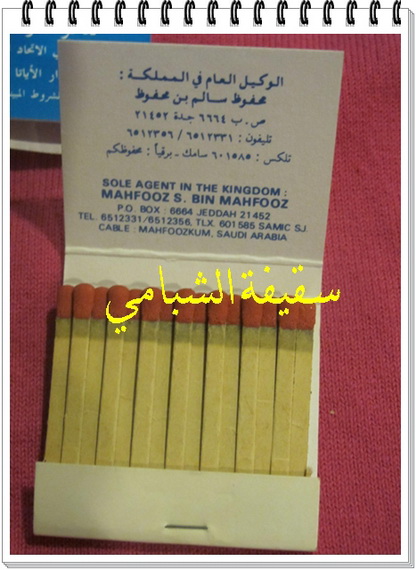 الاتحاد
الوكيل العام في المملكة :
محفوظ سالم بن محفوظ
ص.ب ٦٦٦٤ جدة ٢١٤٥٢
تليفون : ٦٥١٢٣٣١ / ٦٥١٢٣٥٦
تلكس : ٦٠١٥٨٥ سامك ـ برقياً : محفوظكم
SOLE AGENT IN THE KINGDOM :
MAHFOOZ S. BIN MAHFOOZ
P.O. BOX : 6664 JEDDAH 21452
TEL. 6512331/6512356, TLX. 601585 SAMIC SJ.
CABLE : MAHFOOZKUM, SAUDI ARABIA
سقيفة الشبامي